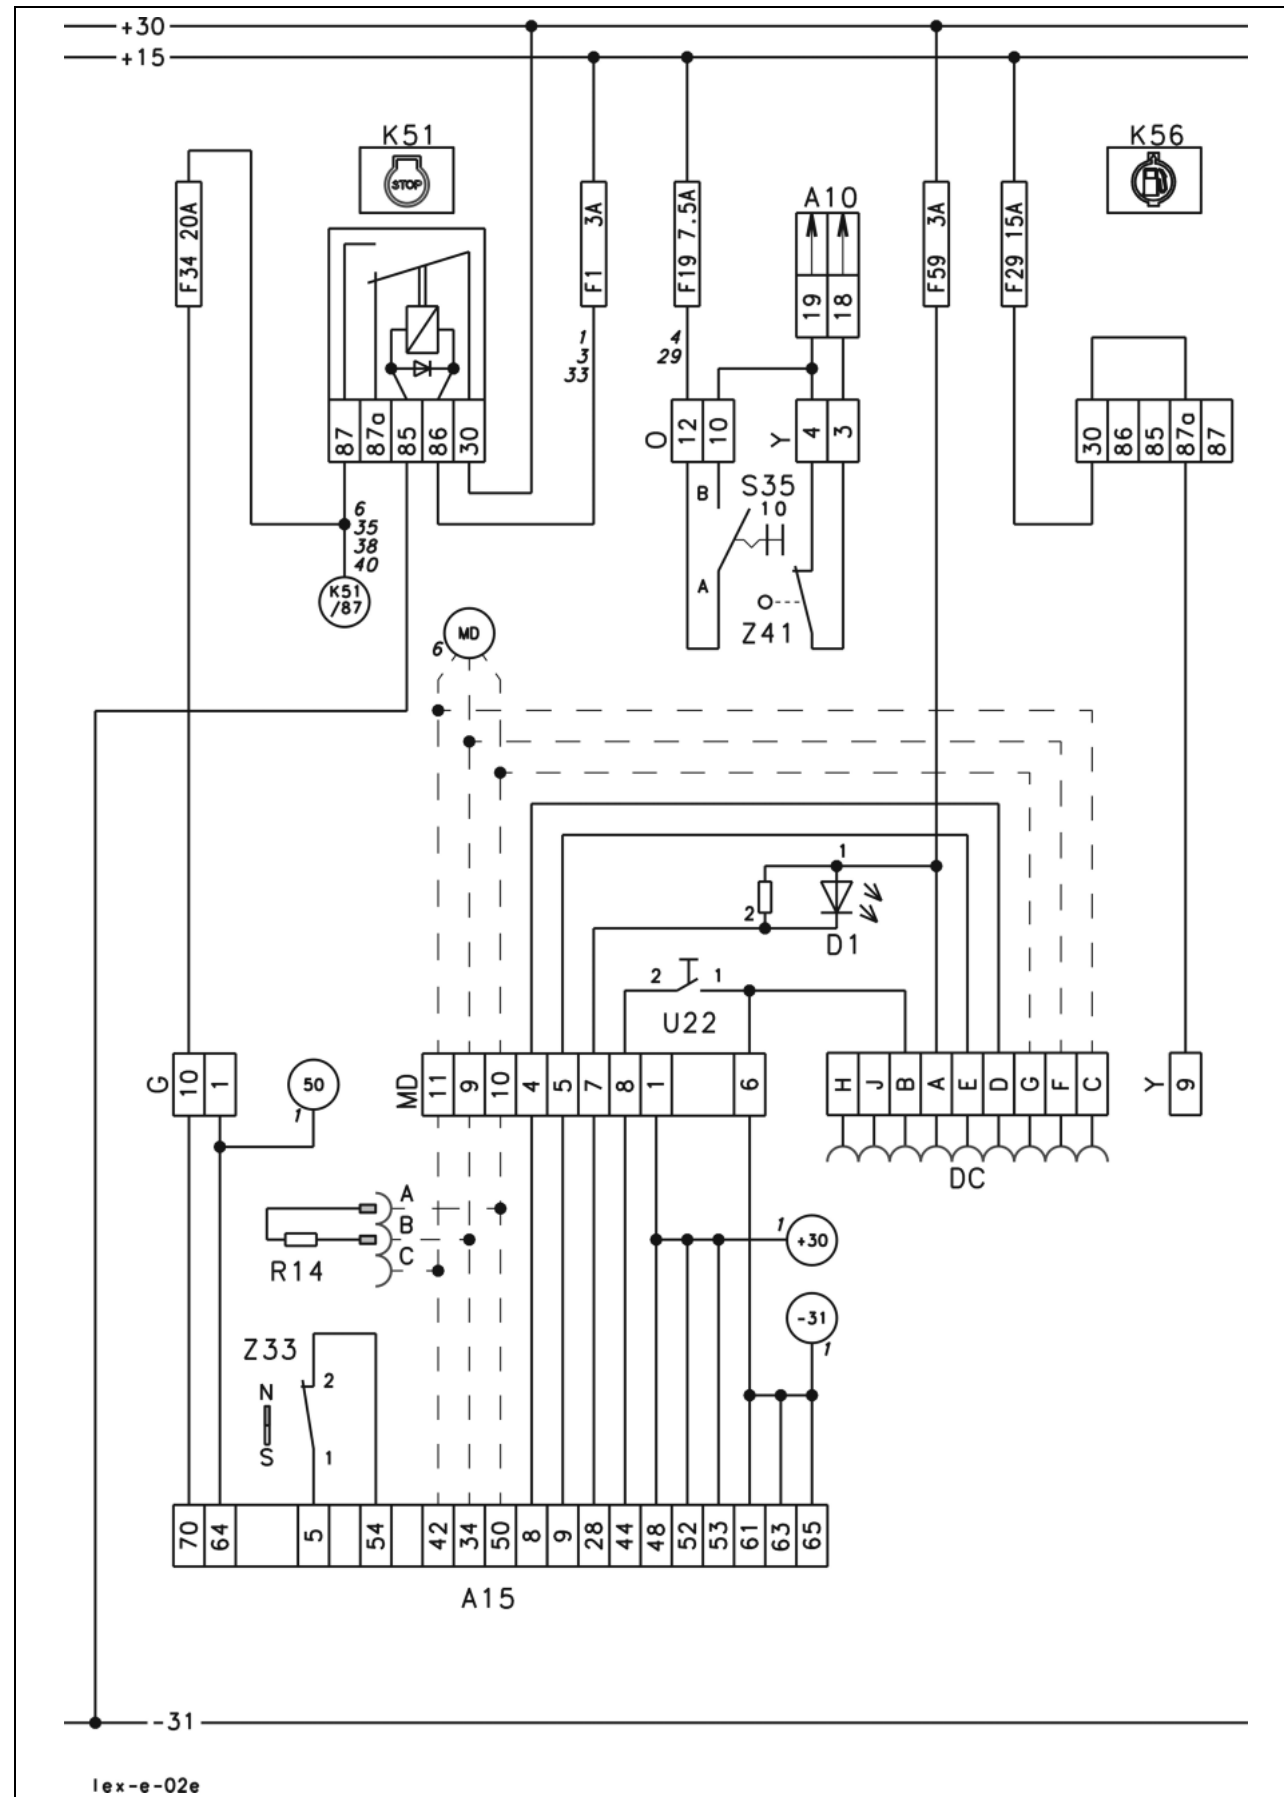 +30
+15
K51
K56
STOP
A10
F34 20A
F1 3A
F19 7.5A
F59 3A
F29 15A
19
18
1
3
33
4
29
87
87a
85
86
30
O
12
10
Y
4
3
30
86
85
87a
87
6
35
38
40
K51
/87
B
S35
10
A
Z41
MD
6
1
2
D1
2
1
U22
G
10
1
50
1
MD
11
9
10
4
5
7
8
1
6
H
J
B
A
E
D
G
F
C
DC
Y
9
A
B
C
R14
1
+30
-31
1
Z33
2
N
S
1
70
64
5
54
42
34
50
8
9
28
44
48
52
53
61
63
65
A15
-31
lex-e-02e